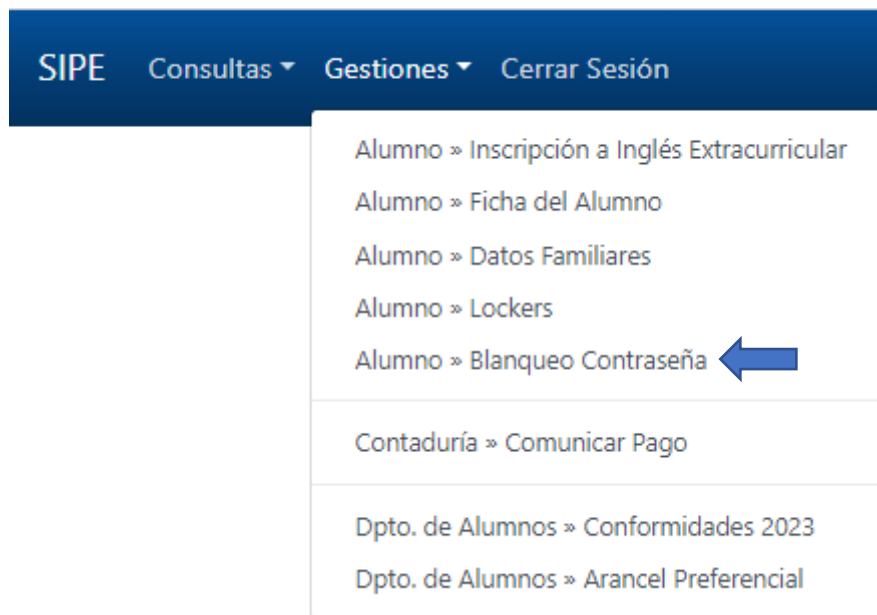 SIPE Consultas Gestiones Cerrar Sesión
Alumno » Inscripción a Inglés Extracurricular
Alumno » Ficha del Alumno
Alumno » Datos Familiares
Alumno » Lockers
Alumno » Blanqueo Contraseña
Contaduría » Comunicar Pago
Dpto. de Alumnos » Conformidades 2023
Dpto. de Alumnos » Arancel Preferencial